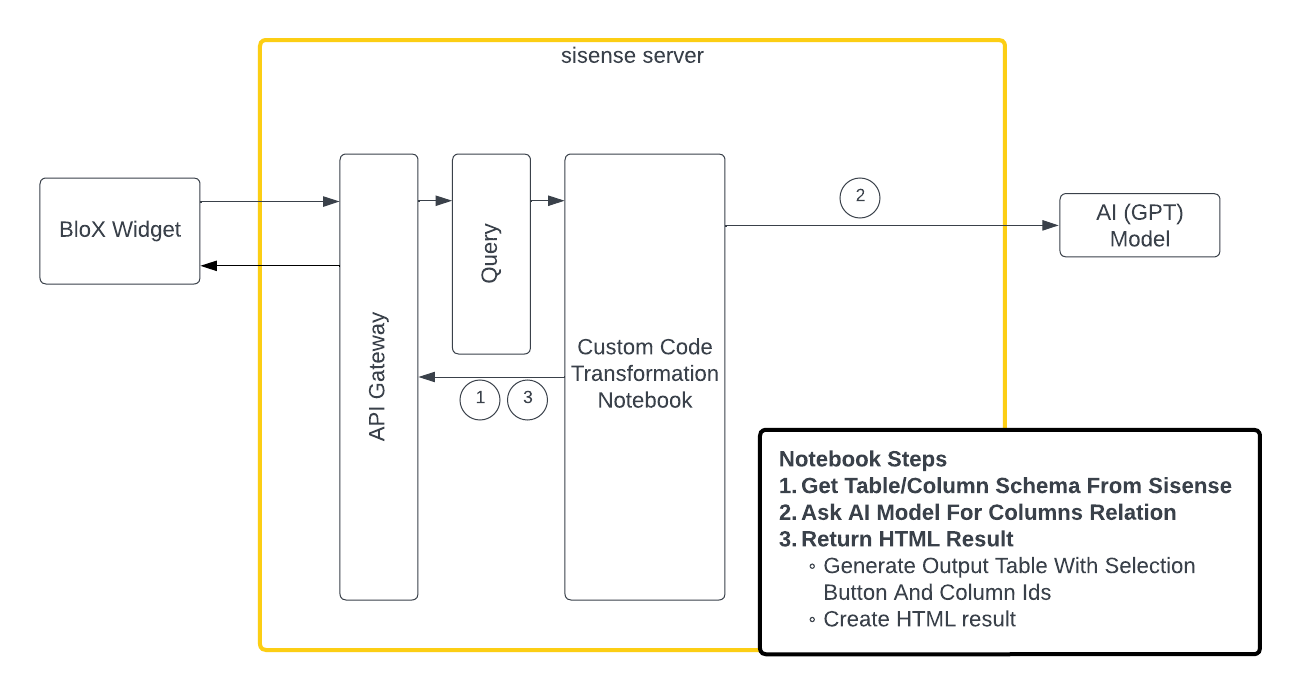 sisense server
BloX Widget
API Gateway
Query
Custom Code
Transformation
Notebook
1
3
2
AI (GPT)
Model
Notebook Steps
1. Get Table/Column Schema From Sisense
2. Ask AI Model For Columns Relation
3. Return HTML Result
◦ Generate Output Table With Selection
Button And Column Ids
◦ Create HTML result